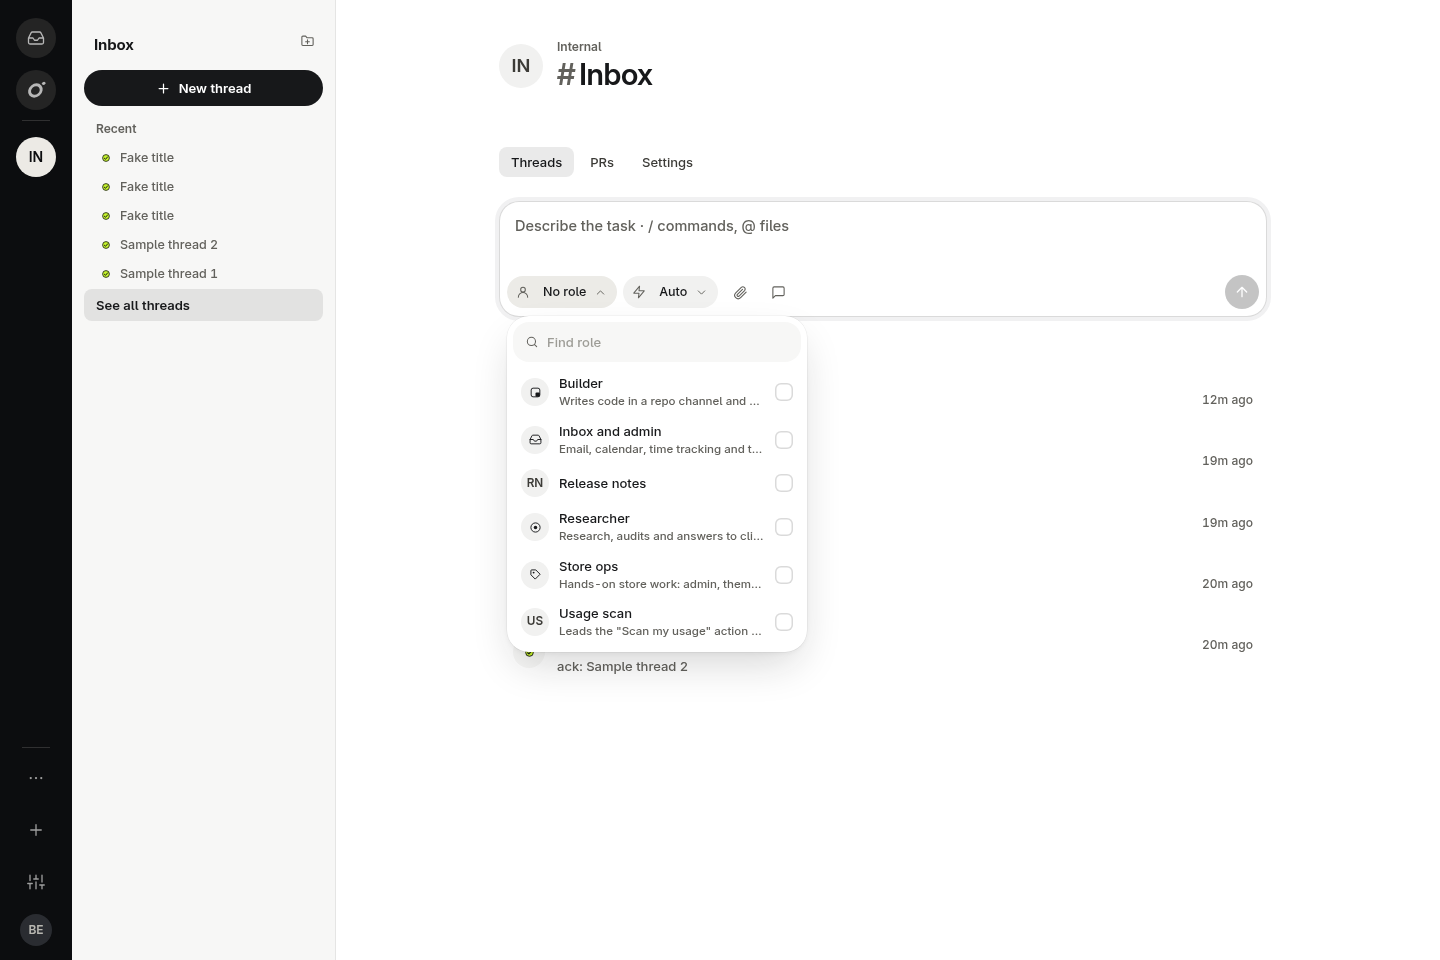 Inbox
New thread
Recent
Fake title
Fake title
Fake title
Sample thread 2
Sample thread 1
See all threads
IN
BE
IN
Internal
#Inbox
Threads
PRs
Settings
Describe the task · / commands, @ files
No role
Auto
Find role
Builder
Writes code in a repo channel and ...
Inbox and admin
Email, calendar, time tracking and t...
RN
Release notes
Researcher
Research, audits and answers to cli...
Store ops
Hands-on store work: admin, them...
US
Usage scan
Leads the "Scan my usage" action ...
12m ago
19m ago
19m ago
20m ago
20m ago
ack: Sample thread 2